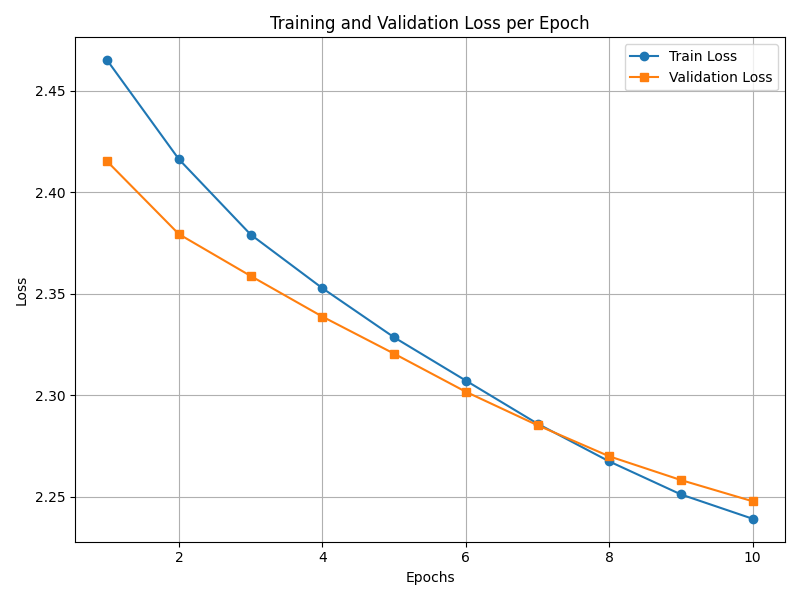 Training and Validation Loss per Epoch
Train Loss
Validation Loss
2.45
2.40
2.35
2.30
2.25
Loss
2 4 6 8 10
Epochs